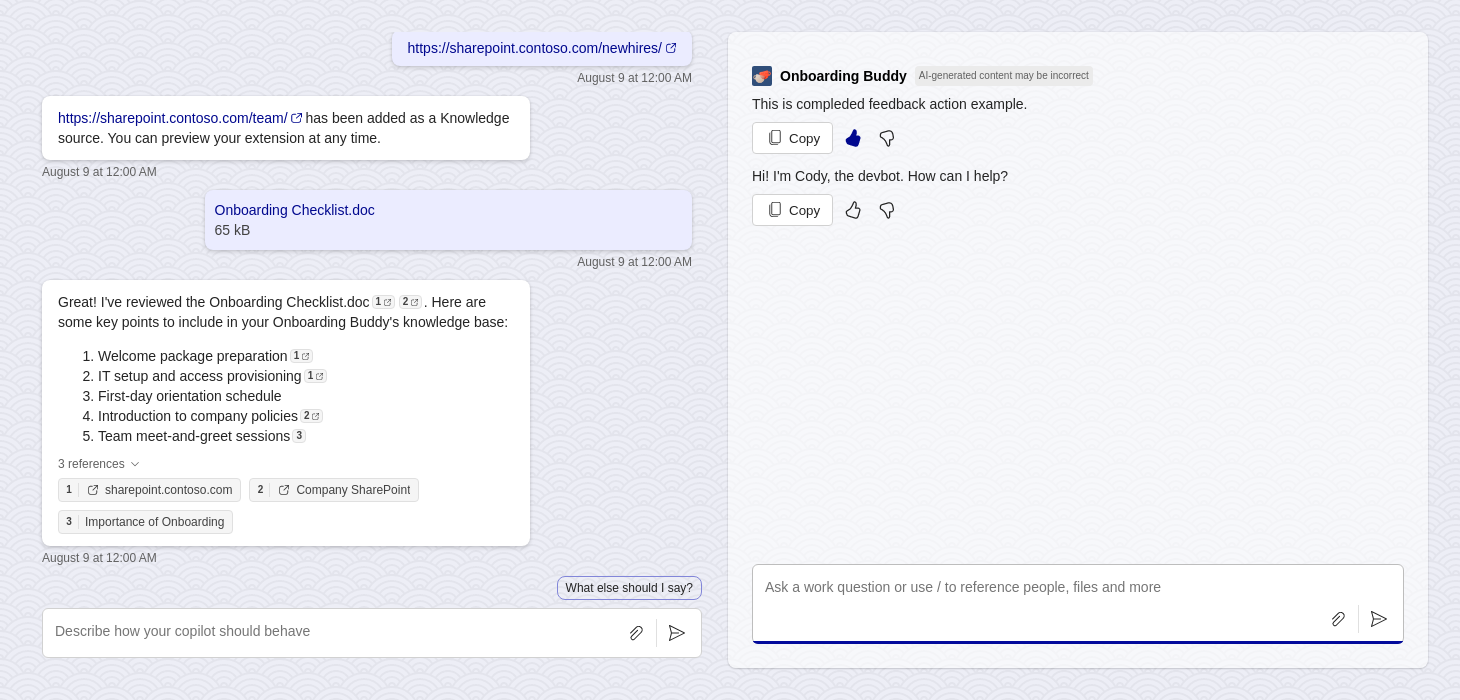 https://sharepoint.contoso.com/newhires/
August 9 at 12:00 AM
https://sharepoint.contoso.com/team/ has been added as a Knowledge
source. You can preview your extension at any time.
August 9 at 12:00 AM
Onboarding Checklist.doc
65 kB
August 9 at 12:00 AM
Great! I've reviewed the Onboarding Checklist.doc 1 2 . Here are
some key points to include in your Onboarding Buddy's knowledge base:
1. Welcome package preparation 1
2. IT setup and access provisioning 1
3. First-day orientation schedule
4. Introduction to company policies 2
5. Team meet-and-greet sessions 3
3 references
1 sharepoint.contoso.com 2 Company SharePoint
3 Importance of Onboarding
August 9 at 12:00 AM
What else should I say?
Describe how your copilot should behave
Onboarding Buddy AI-generated content may be incorrect
This is compleded feedback action example.
Copy
Hi! I'm Cody, the devbot. How can I help?
Copy
Ask a work question or use / to reference people, files and more